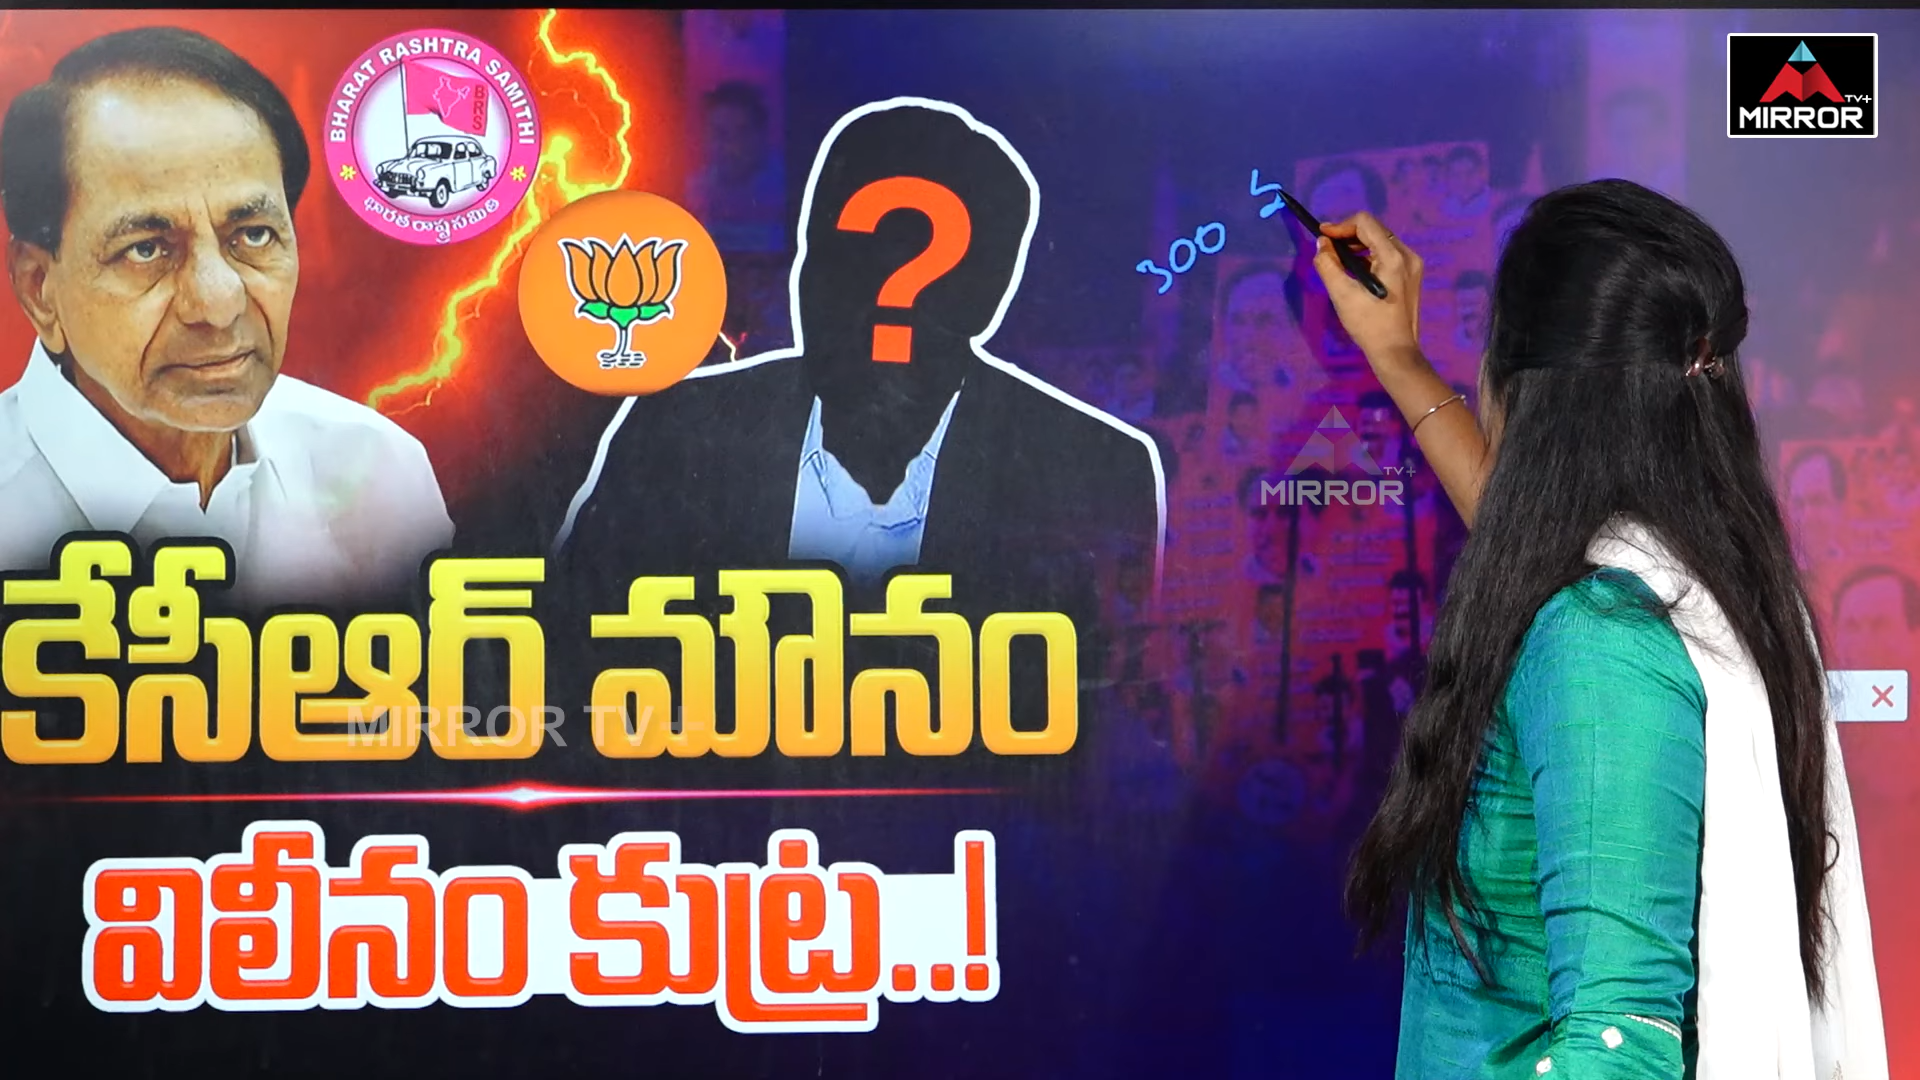 BHARAT RASHTRA SAMITHI
BRS
భారత రాష్ట్ర సమితి
?
300
TV+
MIRROR
TV+
MIRROR
కేసీఆర్ మౌనం
MIRROR TV+
విలీనం కుట్ర..!